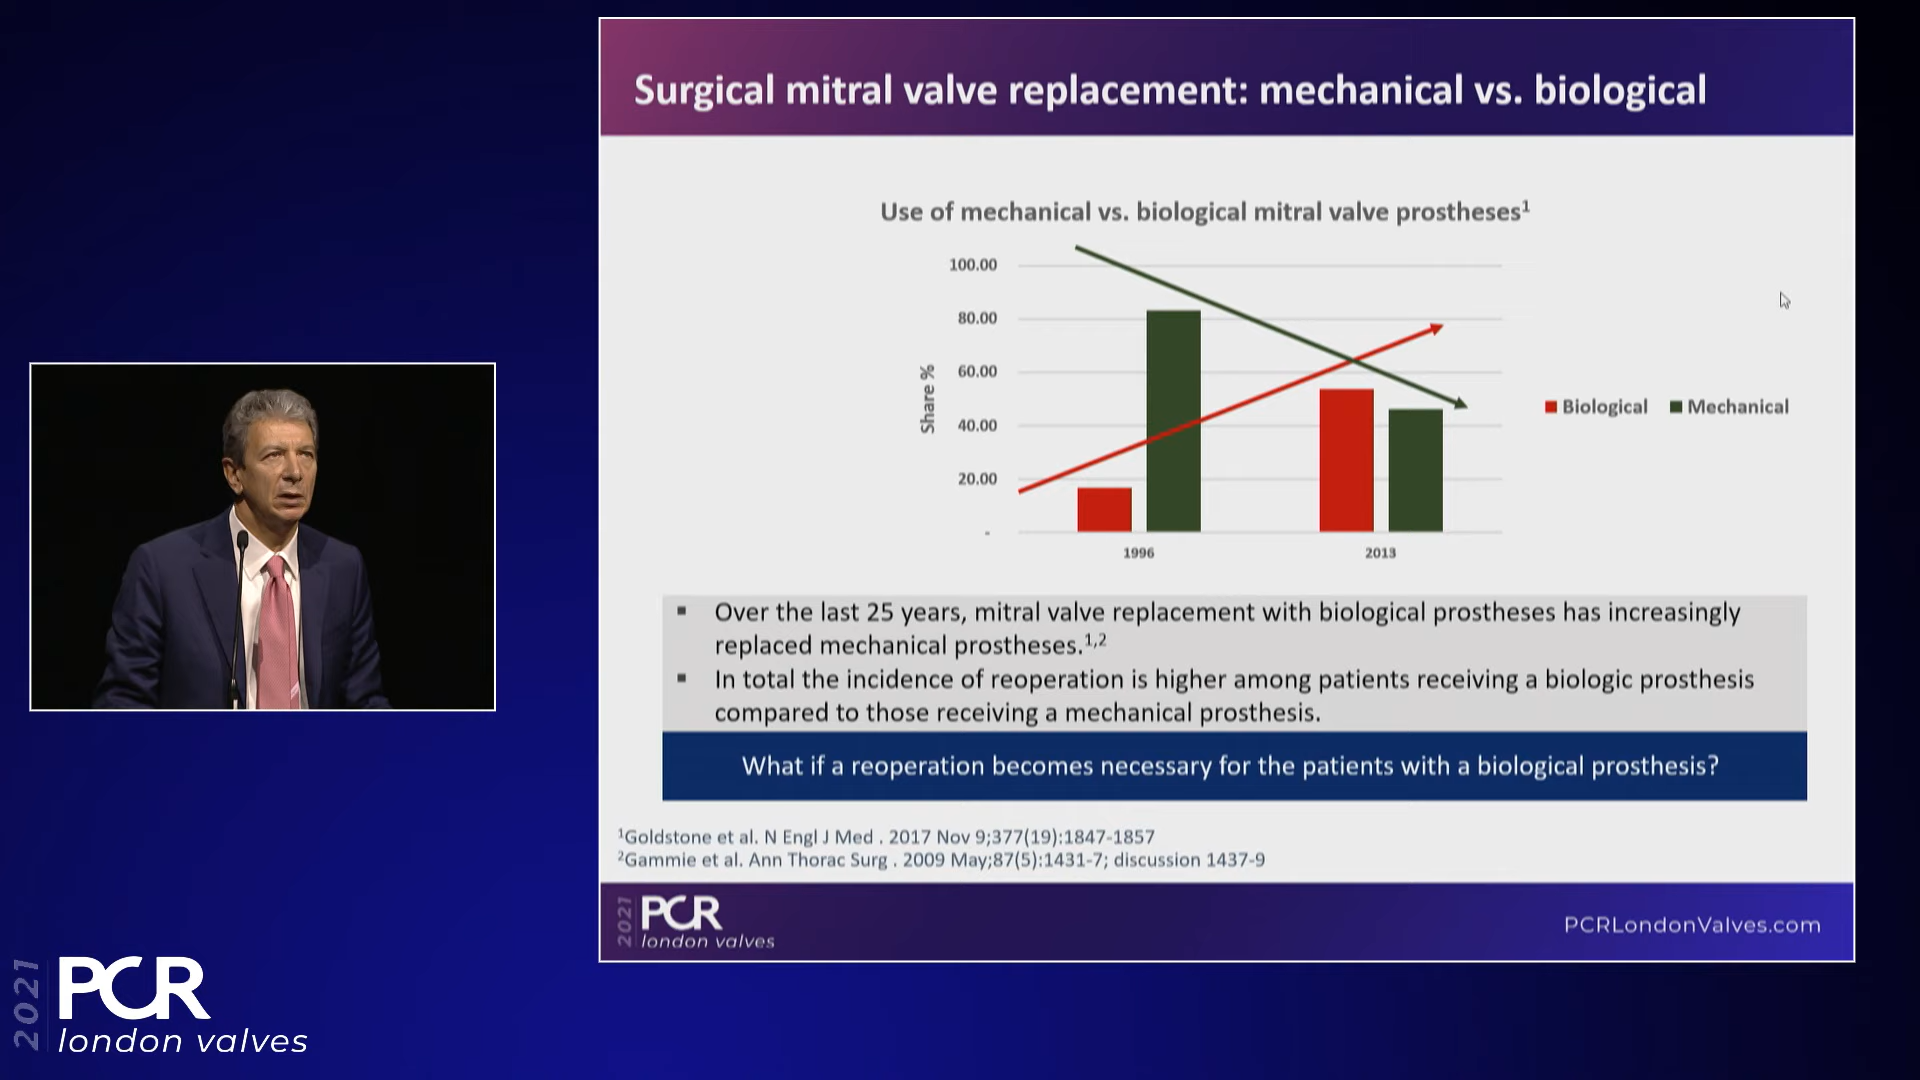 Surgical mitral valve replacement: mechanical vs. biological
Use of mechanical vs. biological mitral valve prostheses¹
100.00
80.00
60.00
40.00
20.00
-
Share %
1996
2013
Biological
Mechanical
▪ Over the last 25 years, mitral valve replacement with biological prostheses has increasingly
replaced mechanical prostheses.¹,²
▪ In total the incidence of reoperation is higher among patients receiving a biologic prosthesis
compared to those receiving a mechanical prosthesis.
What if a reoperation becomes necessary for the patients with a biological prosthesis?
¹Goldstone et al. N Engl J Med . 2017 Nov 9;377(19):1847-1857
²Gammie et al. Ann Thorac Surg . 2009 May;87(5):1431-7; discussion 1437-9
2021
PCR
london valves
PCRLondonValves.com
2021
PCR
london valves